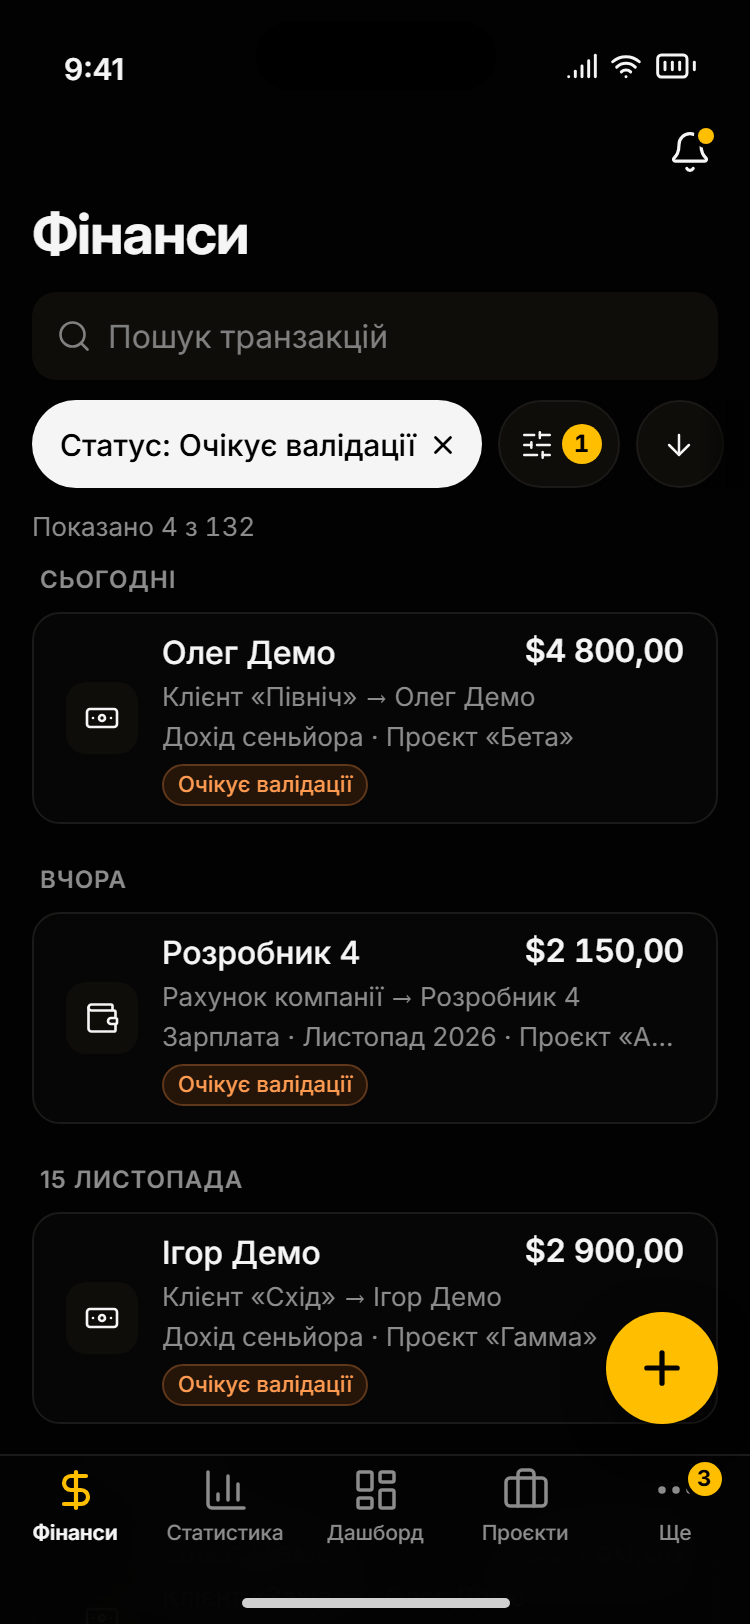 9:41
Фінанси
Пошук транзакцій
Статус: Очікує валідації
1
Показано 4 з 132
СЬОГОДНІ
Олег Демо $4 800,00
Клієнт «Північ» → Олег Демо
Дохід сеньйора · Проєкт «Бета»
Очікує валідації
ВЧОРА
Розробник 4 $2 150,00
Рахунок компанії → Розробник 4
Зарплата · Листопад 2026 · Проєкт «А...
Очікує валідації
15 ЛИСТОПАДА
Ігор Демо $2 900,00
Клієнт «Схід» → Ігор Демо
Дохід сеньйора · Проєкт «Гамма»
Очікує валідації
3
Фінанси Статистика Дашборд Проєкти Ще